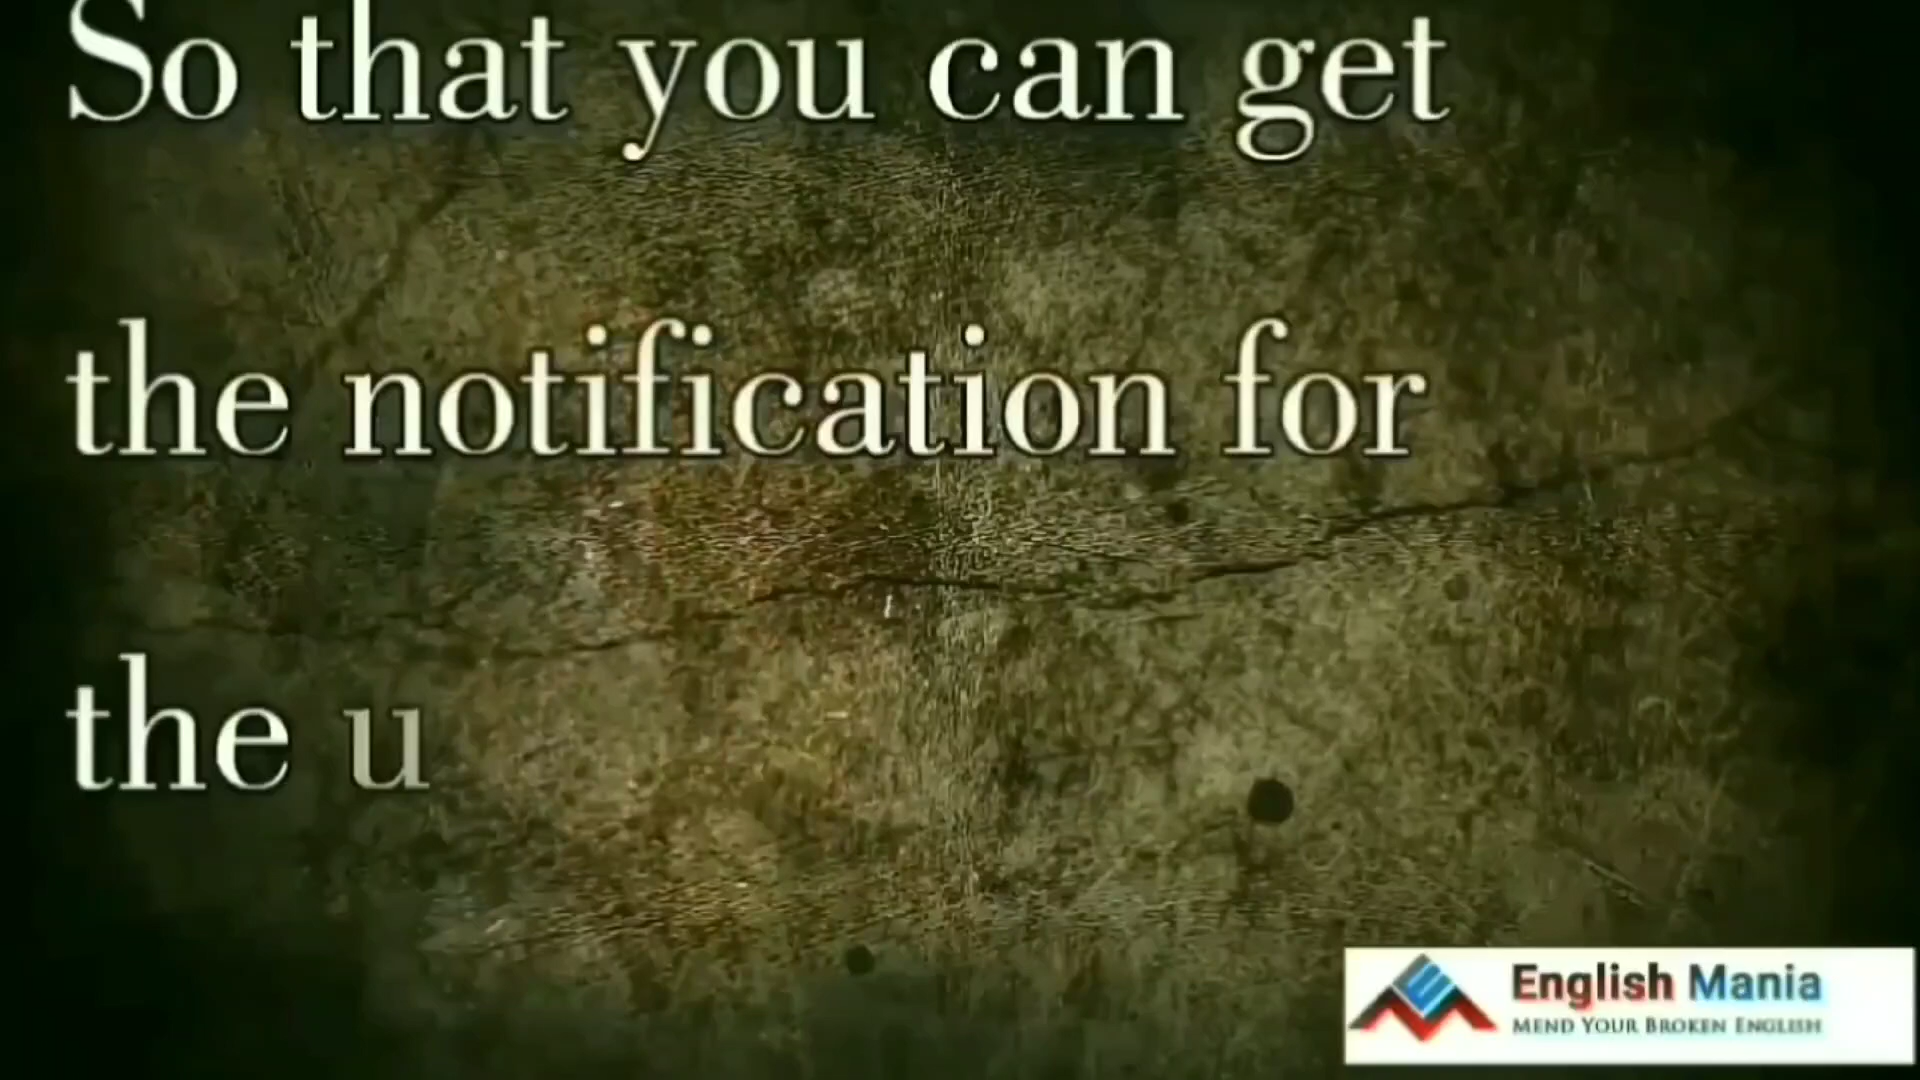 So that you can get
the notification for
the u
English Mania
MEND YOUR BROKEN ENGLISH